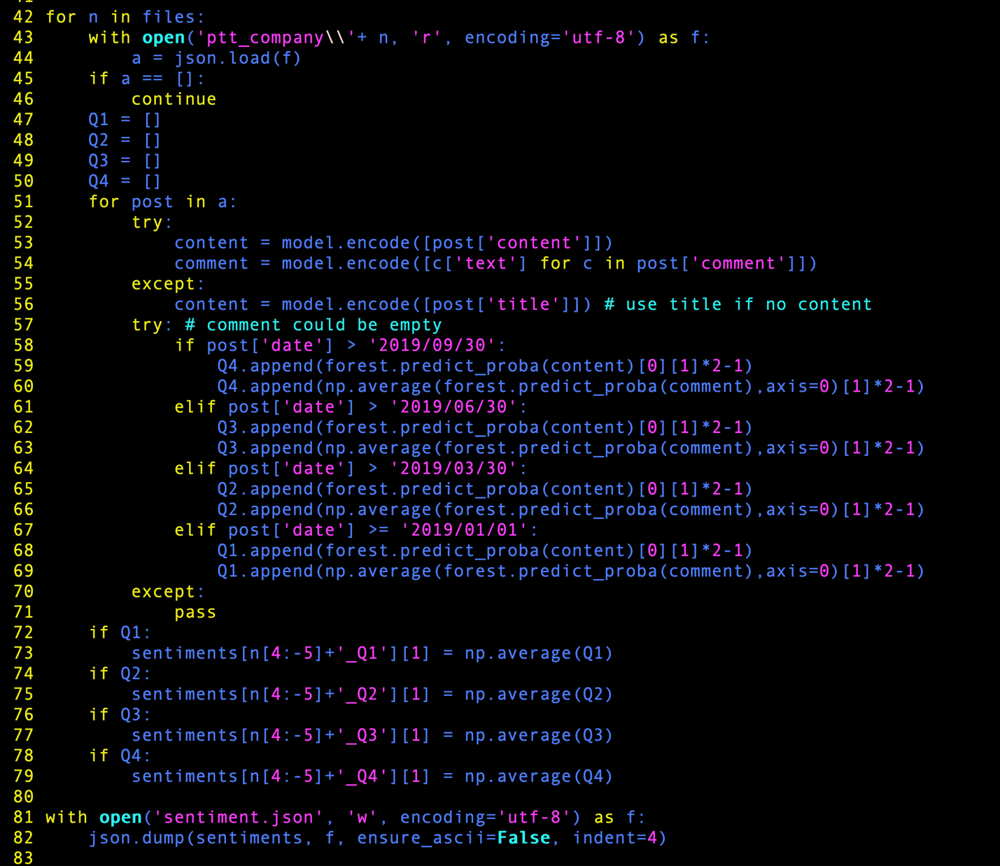 42 for n in files:
43     with open('ptt_company\\'+ n, 'r', encoding='utf-8') as f:
44         a = json.load(f)
45     if a == []:
46         continue
47     Q1 = []
48     Q2 = []
49     Q3 = []
50     Q4 = []
51     for post in a:
52         try:
53             content = model.encode([post['content']])
54             comment = model.encode([c['text'] for c in post['comment']])
55         except:
56             content = model.encode([post['title']]) # use title if no content
57         try: # comment could be empty
58             if post['date'] > '2019/09/30':
59                 Q4.append(forest.predict_proba(content)[0][1]*2-1)
60                 Q4.append(np.average(forest.predict_proba(comment),axis=0)[1]*2-1)
61             elif post['date'] > '2019/06/30':
62                 Q3.append(forest.predict_proba(content)[0][1]*2-1)
63                 Q3.append(np.average(forest.predict_proba(comment),axis=0)[1]*2-1)
64             elif post['date'] > '2019/03/30':
65                 Q2.append(forest.predict_proba(content)[0][1]*2-1)
66                 Q2.append(np.average(forest.predict_proba(comment),axis=0)[1]*2-1)
67             elif post['date'] >= '2019/01/01':
68                 Q1.append(forest.predict_proba(content)[0][1]*2-1)
69                 Q1.append(np.average(forest.predict_proba(comment),axis=0)[1]*2-1)
70         except:
71             pass
72     if Q1:
73         sentiments[n[4:-5]+'_Q1'][1] = np.average(Q1)
74     if Q2:
75         sentiments[n[4:-5]+'_Q2'][1] = np.average(Q2)
76     if Q3:
77         sentiments[n[4:-5]+'_Q3'][1] = np.average(Q3)
78     if Q4:
79         sentiments[n[4:-5]+'_Q4'][1] = np.average(Q4)
80
81 with open('sentiment.json', 'w', encoding='utf-8') as f:
82     json.dump(sentiments, f, ensure_ascii=False, indent=4)
83